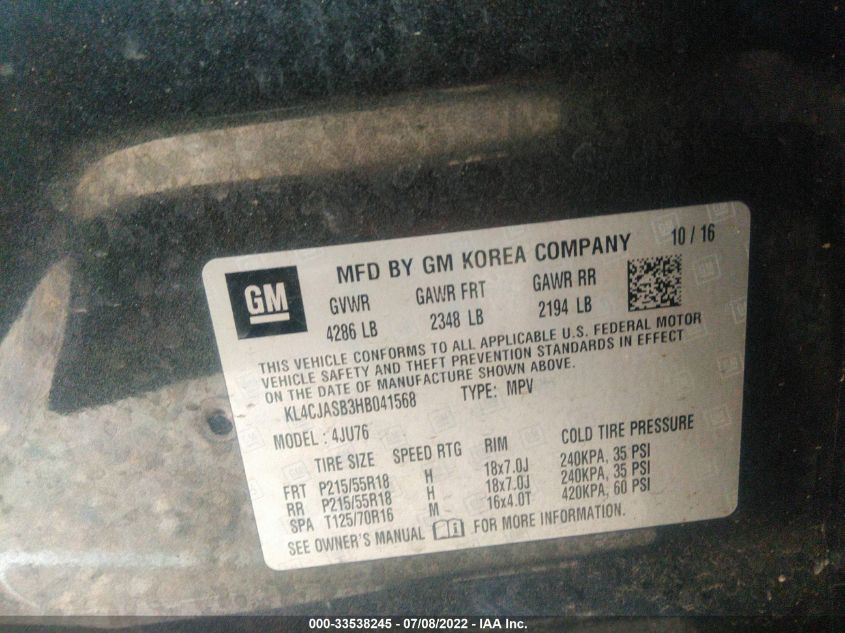 MFD BY GM KOREA COMPANY 10 / 16
GM
GVWR GAWR FRT GAWR RR
4286 LB 2348 LB 2194 LB
THIS VEHICLE CONFORMS TO ALL APPLICABLE U.S. FEDERAL MOTOR
VEHICLE SAFETY AND THEFT PREVENTION STANDARDS IN EFFECT
ON THE DATE OF MANUFACTURE SHOWN ABOVE.
KL4CJASB3HB041568 TYPE: MPV
MODEL : 4JU76
TIRE SIZE SPEED RTG RIM COLD TIRE PRESSURE
FRT P215/55R18 H 18x7.0J 240KPA, 35 PSI
RR P215/55R18 H 18x7.0J 240KPA, 35 PSI
SPA T125/70R16 M 16x4.0T 420KPA, 60 PSI
SEE OWNER'S MANUAL FOR MORE INFORMATION.
000-33538245 - 07/08/2022 - IAA Inc.